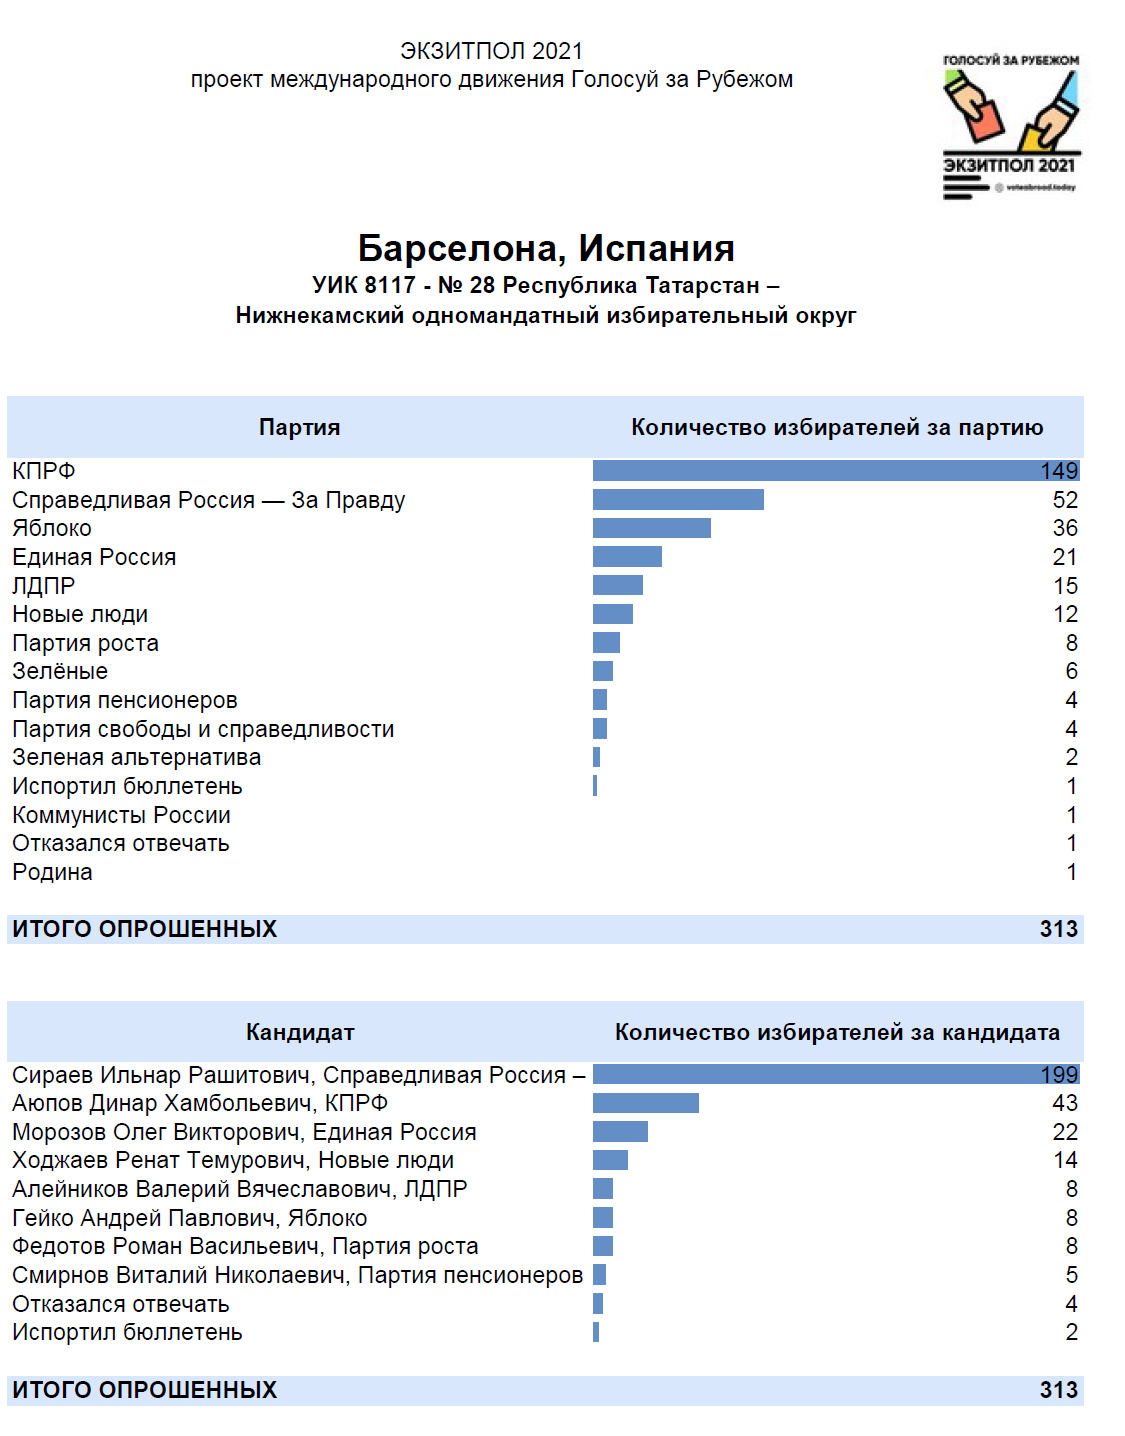 ЭКЗИТПОЛ 2021
проект международного движения Голосуй за Рубежом
ГОЛОСУЙ ЗА РУБЕЖОМ
ЭКЗИТПОЛ 2021
voteabroad.today
Барселона, Испания
УИК 8117 - № 28 Республика Татарстан –
Нижнекамский одномандатный избирательный округ
Партия Количество избирателей за партию
КПРФ 149
Справедливая Россия — За Правду 52
Яблоко 36
Единая Россия 21
ЛДПР 15
Новые люди 12
Партия роста 8
Зелёные 6
Партия пенсионеров 4
Партия свободы и справедливости 4
Зеленая альтернатива 2
Испортил бюллетень 1
Коммунисты России 1
Отказался отвечать 1
Родина 1
ИТОГО ОПРОШЕННЫХ 313
Кандидат Количество избирателей за кандидата
Сираев Ильнар Рашитович, Справедливая Россия – 199
Аюпов Динар Хамбольевич, КПРФ 43
Морозов Олег Викторович, Единая Россия 22
Ходжаев Ренат Темурович, Новые люди 14
Алейников Валерий Вячеславович, ЛДПР 8
Гейко Андрей Павлович, Яблоко 8
Федотов Роман Васильевич, Партия роста 8
Смирнов Виталий Николаевич, Партия пенсионеров 5
Отказался отвечать 4
Испортил бюллетень 2
ИТОГО ОПРОШЕННЫХ 313